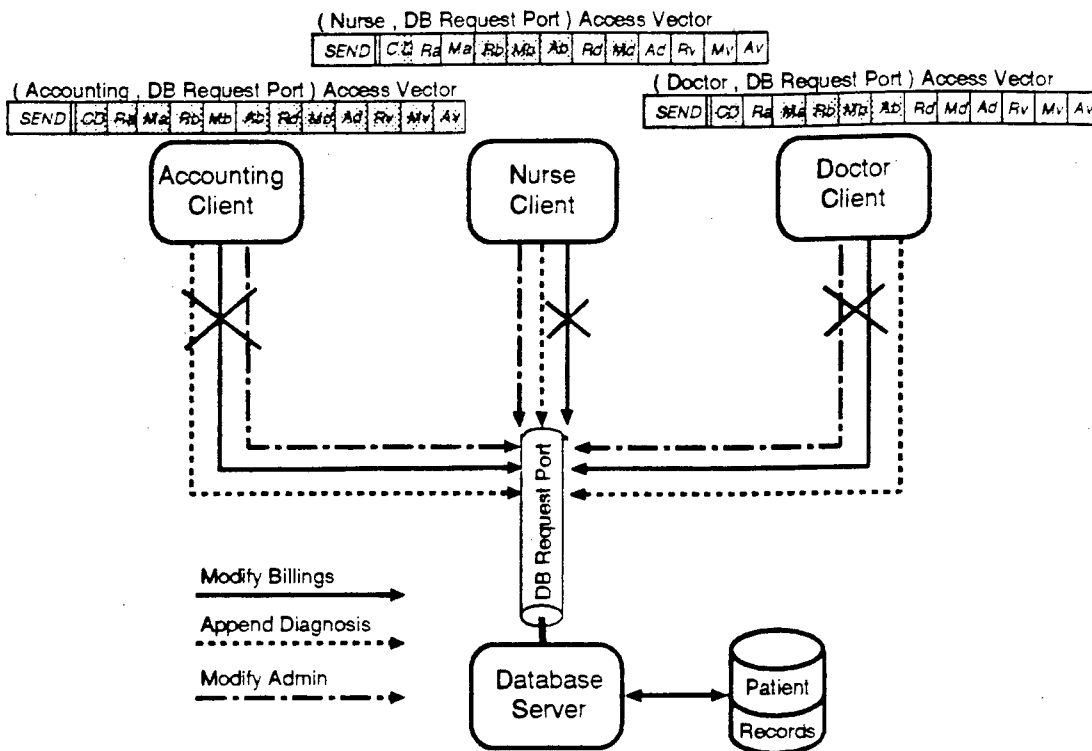 ( Nurse , DB Request Port ) Access Vector
SEND CD Ra Ma Rb Mb Ab Rd Md Ad Rv Mv Av
( Accounting , DB Request Port ) Access Vector
SEND CD Ra Ma Rb Mb Ab Rd Md Ad Rv Mv Av
( Doctor , DB Request Port ) Access Vector
SEND CD Ra Ma Rb Mb Ab Rd Md Ad Rv Mv Av
Accounting
Client
Nurse
Client
Doctor
Client
DB Request Port
Modify Billings
Append Diagnosis
Modify Admin
Database
Server
Patient
Records